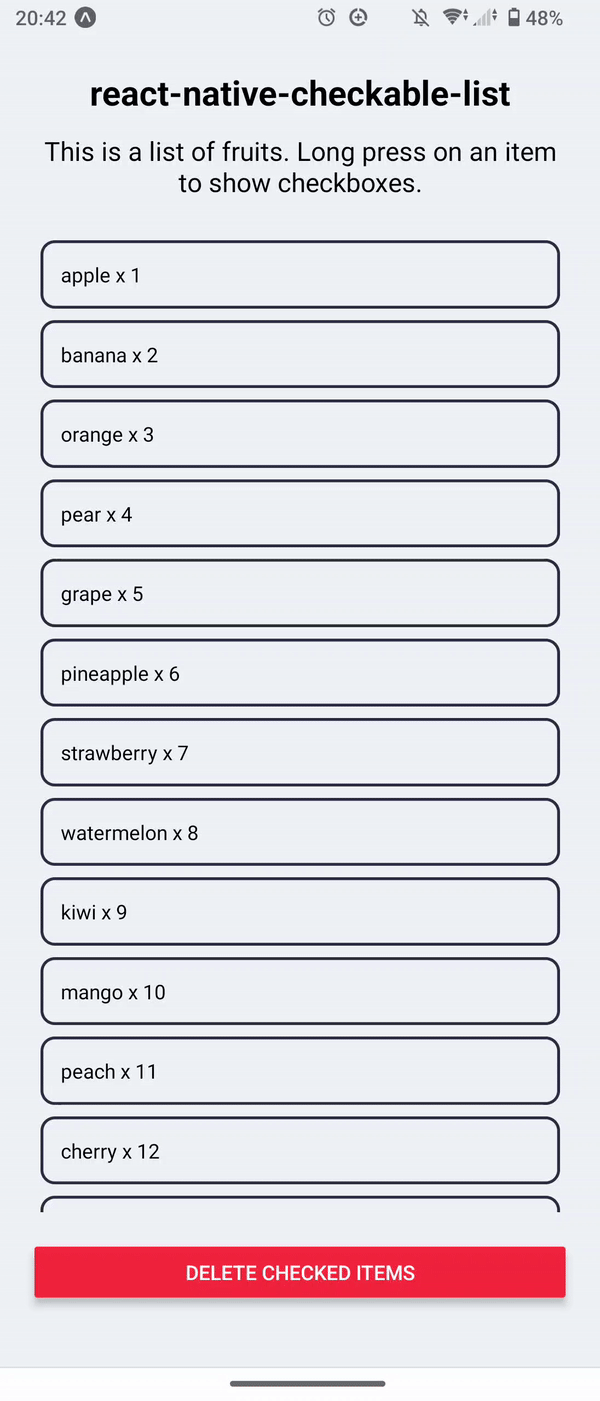 20:42 48%
react-native-checkable-list
This is a list of fruits. Long press on an item
to show checkboxes.
apple x 1
banana x 2
orange x 3
pear x 4
grape x 5
pineapple x 6
strawberry x 7
watermelon x 8
kiwi x 9
mango x 10
peach x 11
cherry x 12
DELETE CHECKED ITEMS